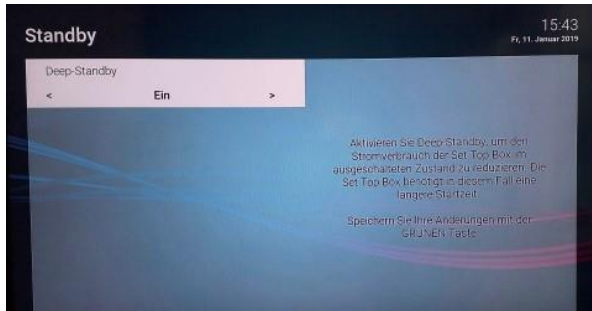 Standby
15:43
Fr, 11. Januar 2019
Deep-Standby
< Ein >
Aktivieren Sie Deep-Standby, um den
Stromverbrauch der Set Top Box im
ausgeschalteten Zustand zu reduzieren. Die
Set Top Box benötigt in diesem Fall eine
längere Startzeit.
Speichern Sie Ihre Änderungen mit der
GRÜNEN Taste.